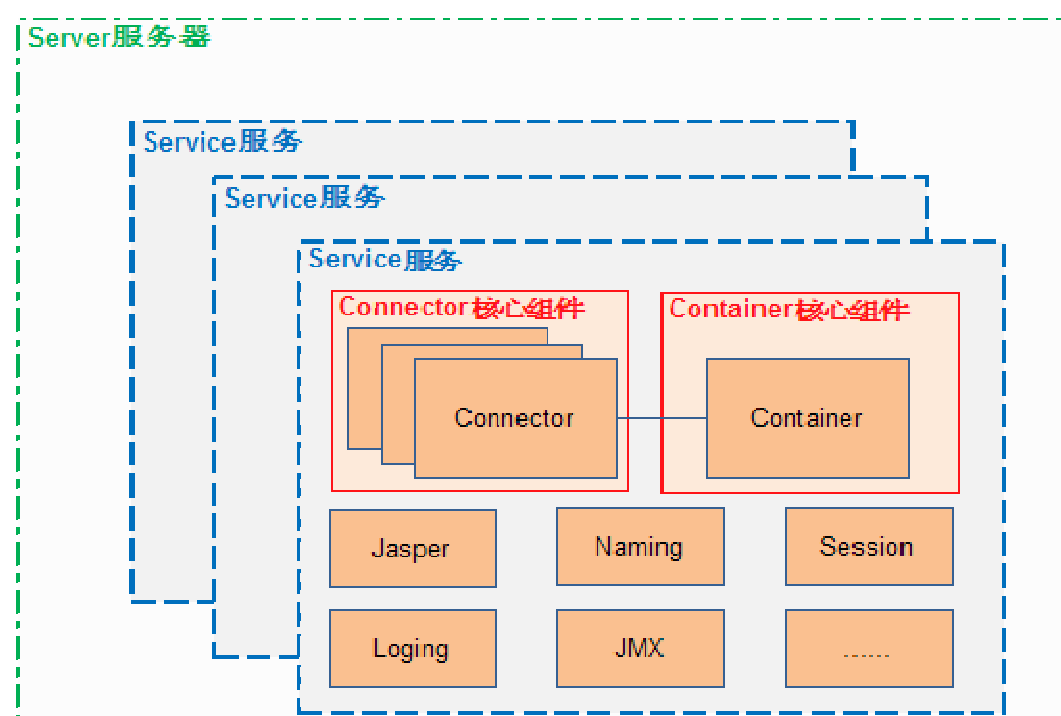 Server服务器
Service服务
Service服务
Service服务
Connector核心组件
Container核心组件
Connector
Container
Jasper
Naming
Session
Loging
JMX
......